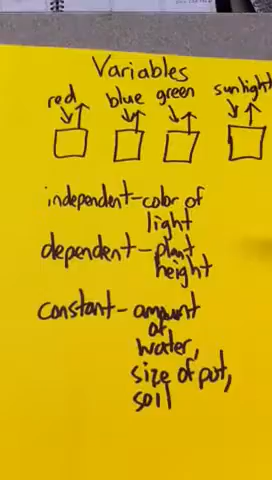 Variables
red blue green sunlight
independent-color of
light
dependent-plant
height
constant-amount
of
water,
size of pot,
soil